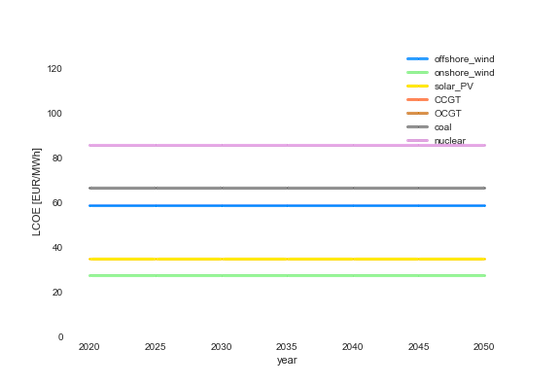 offshore_wind
onshore_wind
solar_PV
CCGT
OCGT
coal
nuclear
LCOE [EUR/MWh]
120
100
80
60
40
20
0
2020 2025 2030 2035 2040 2045 2050
year